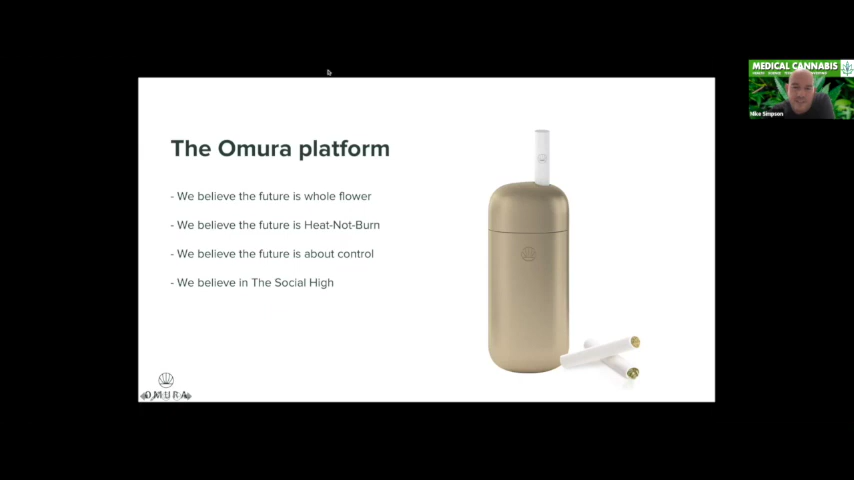 The Omura platform
- We believe the future is whole flower
- We believe the future is Heat-Not-Burn
- We believe the future is about control
- We believe in The Social High
OMURA
MEDICAL CANNABIS
Mike Simpson